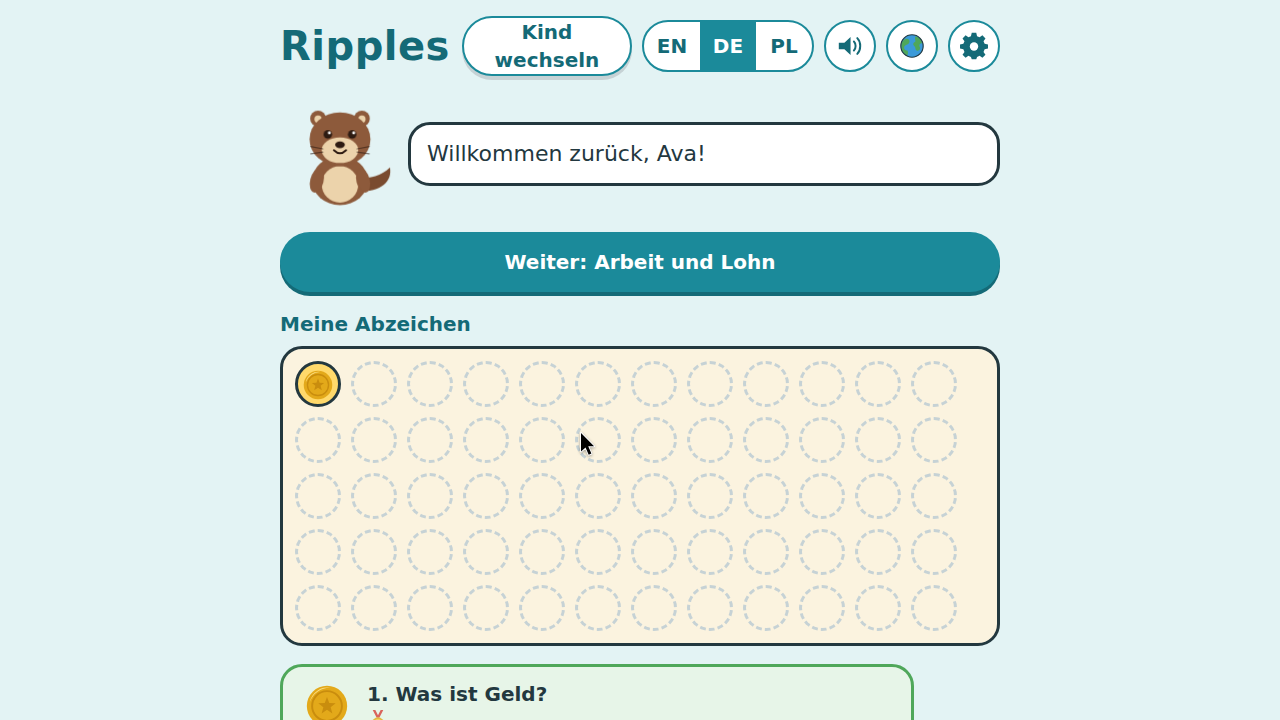 Ripples
Kind
wechseln
EN DE PL
Willkommen zurück, Ava!
Weiter: Arbeit und Lohn
Meine Abzeichen
1. Was ist Geld?